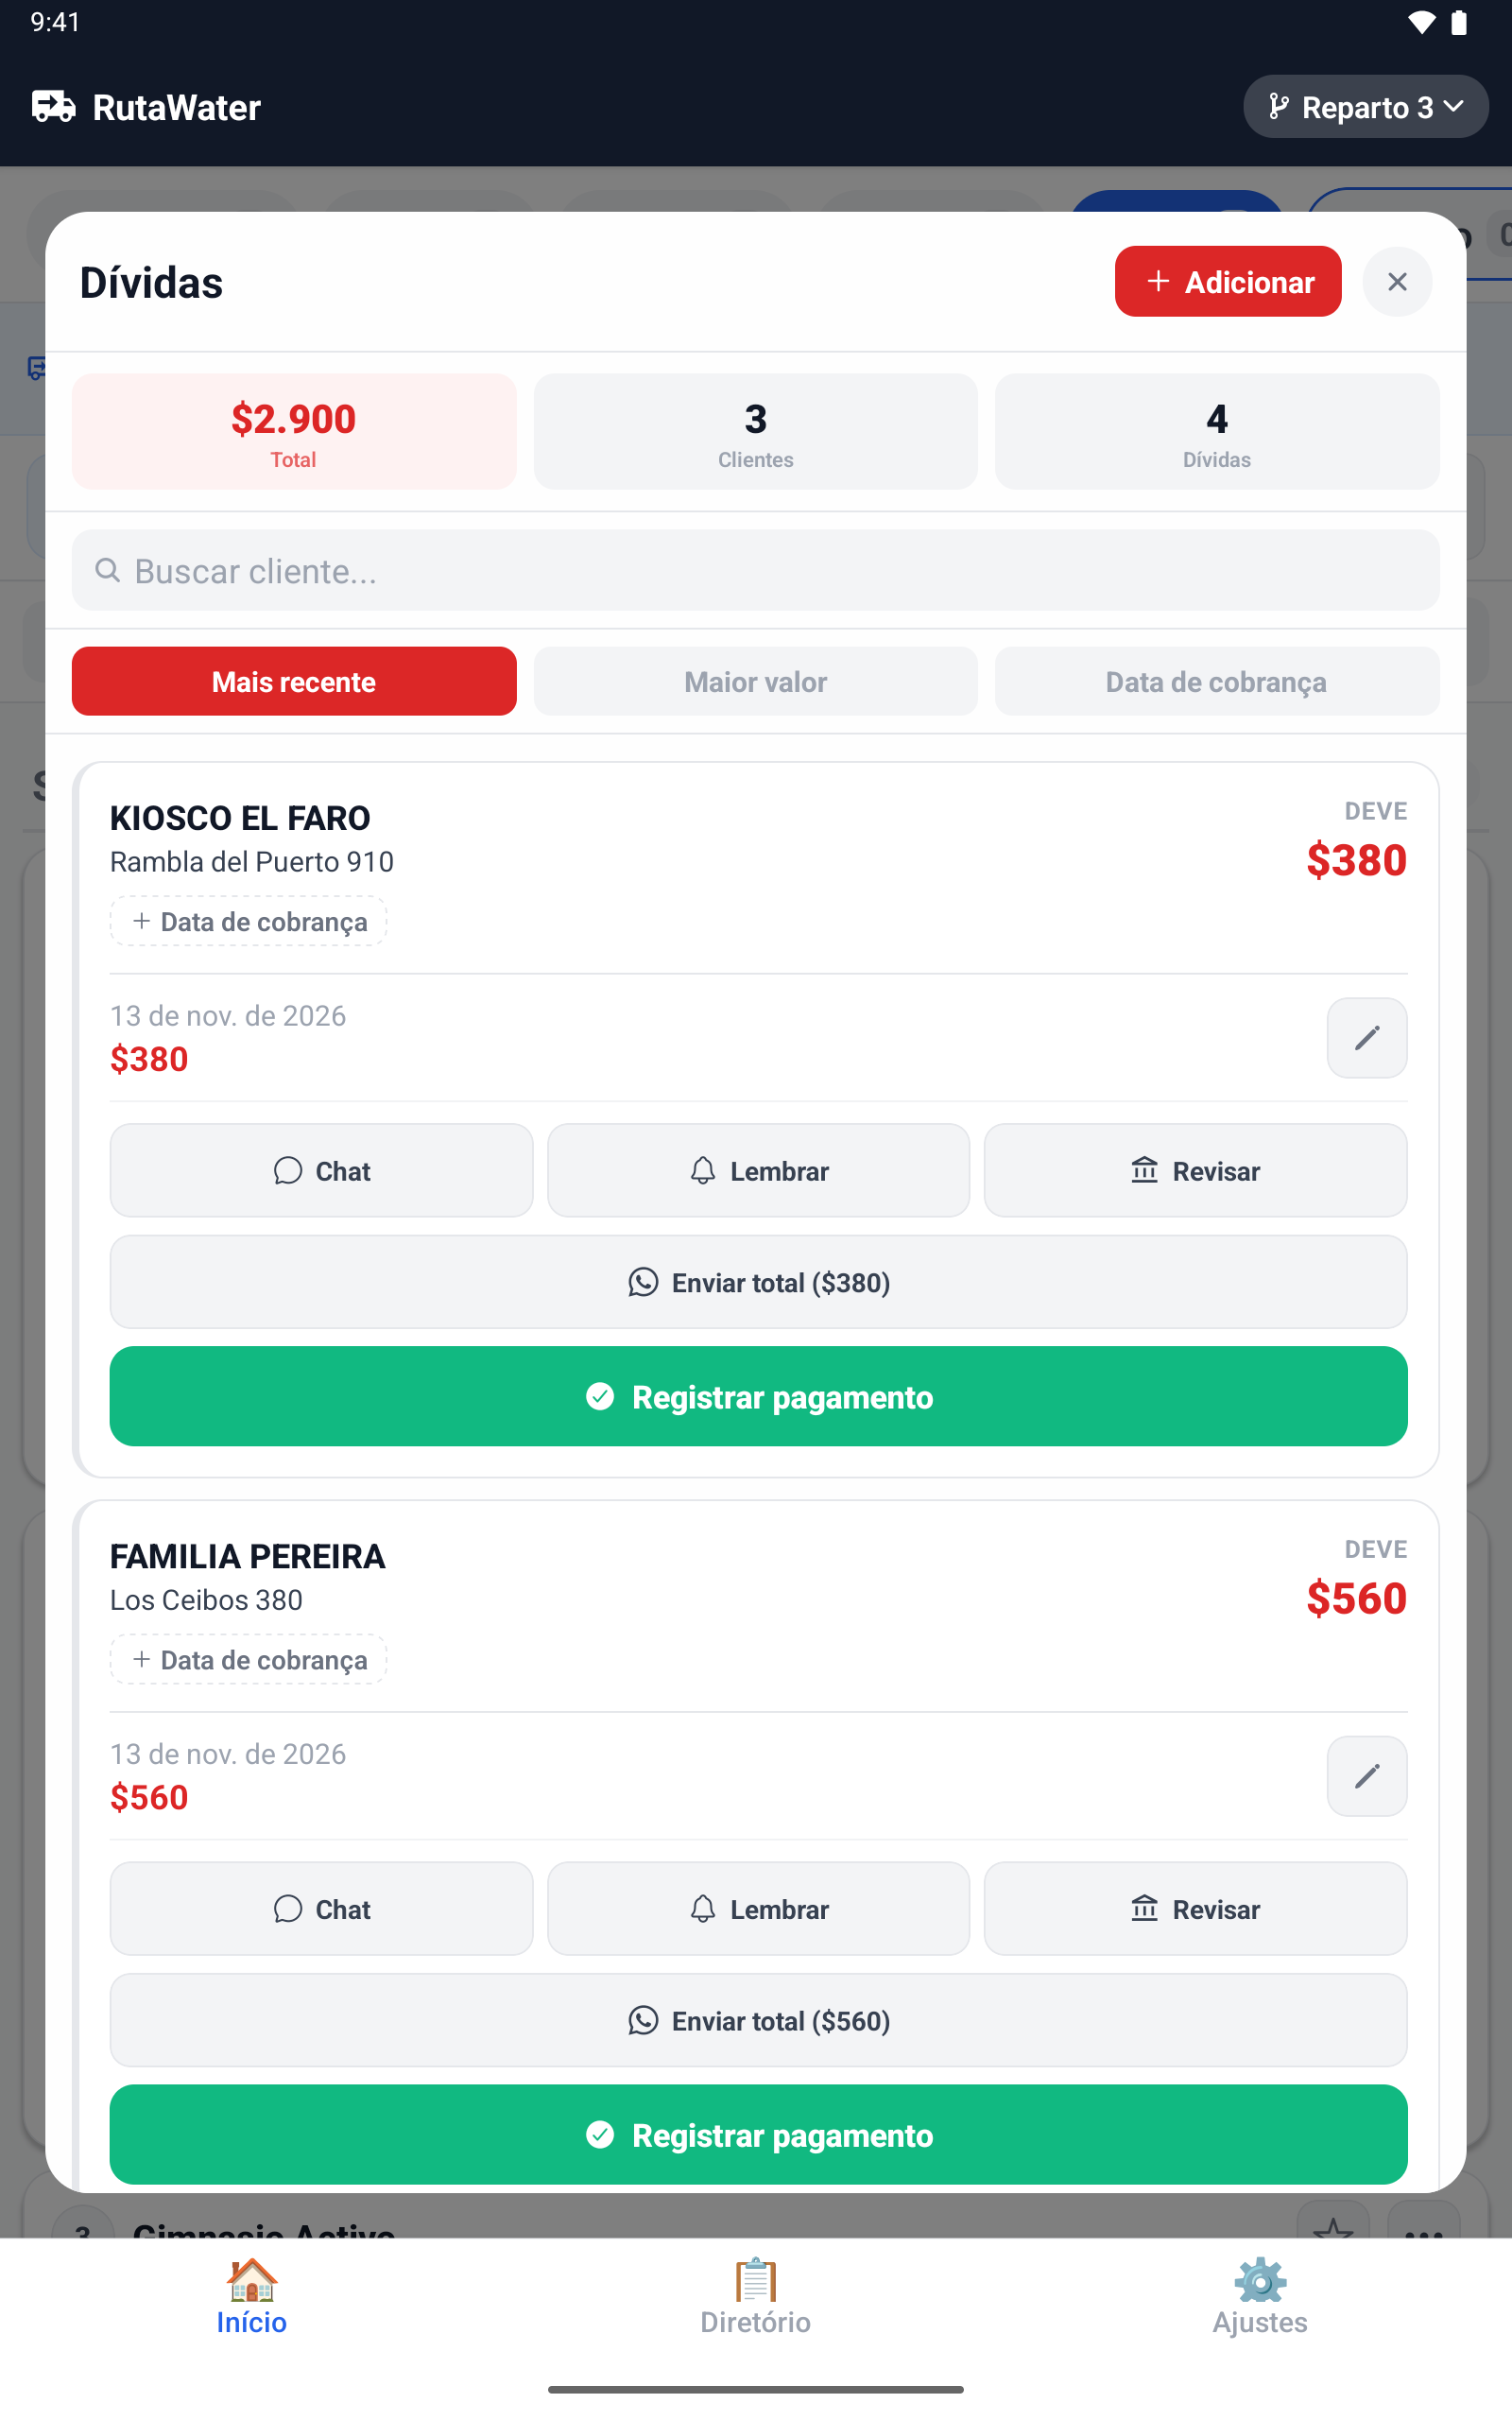 9:41
RutaWater
Reparto 3
Dívidas
Adicionar
$2.900
Total
3
Clientes
4
Dívidas
Buscar cliente...
Mais recente
Maior valor
Data de cobrança
KIOSCO EL FARO
Rambla del Puerto 910
+ Data de cobrança
DEVE
$380
13 de nov. de 2026
$380
Chat
Lembrar
Revisar
Enviar total ($380)
Registrar pagamento
FAMILIA PEREIRA
Los Ceibos 380
+ Data de cobrança
DEVE
$560
13 de nov. de 2026
$560
Chat
Lembrar
Revisar
Enviar total ($560)
Registrar pagamento
3 Gimnasio Activo
Início
Diretório
Ajustes